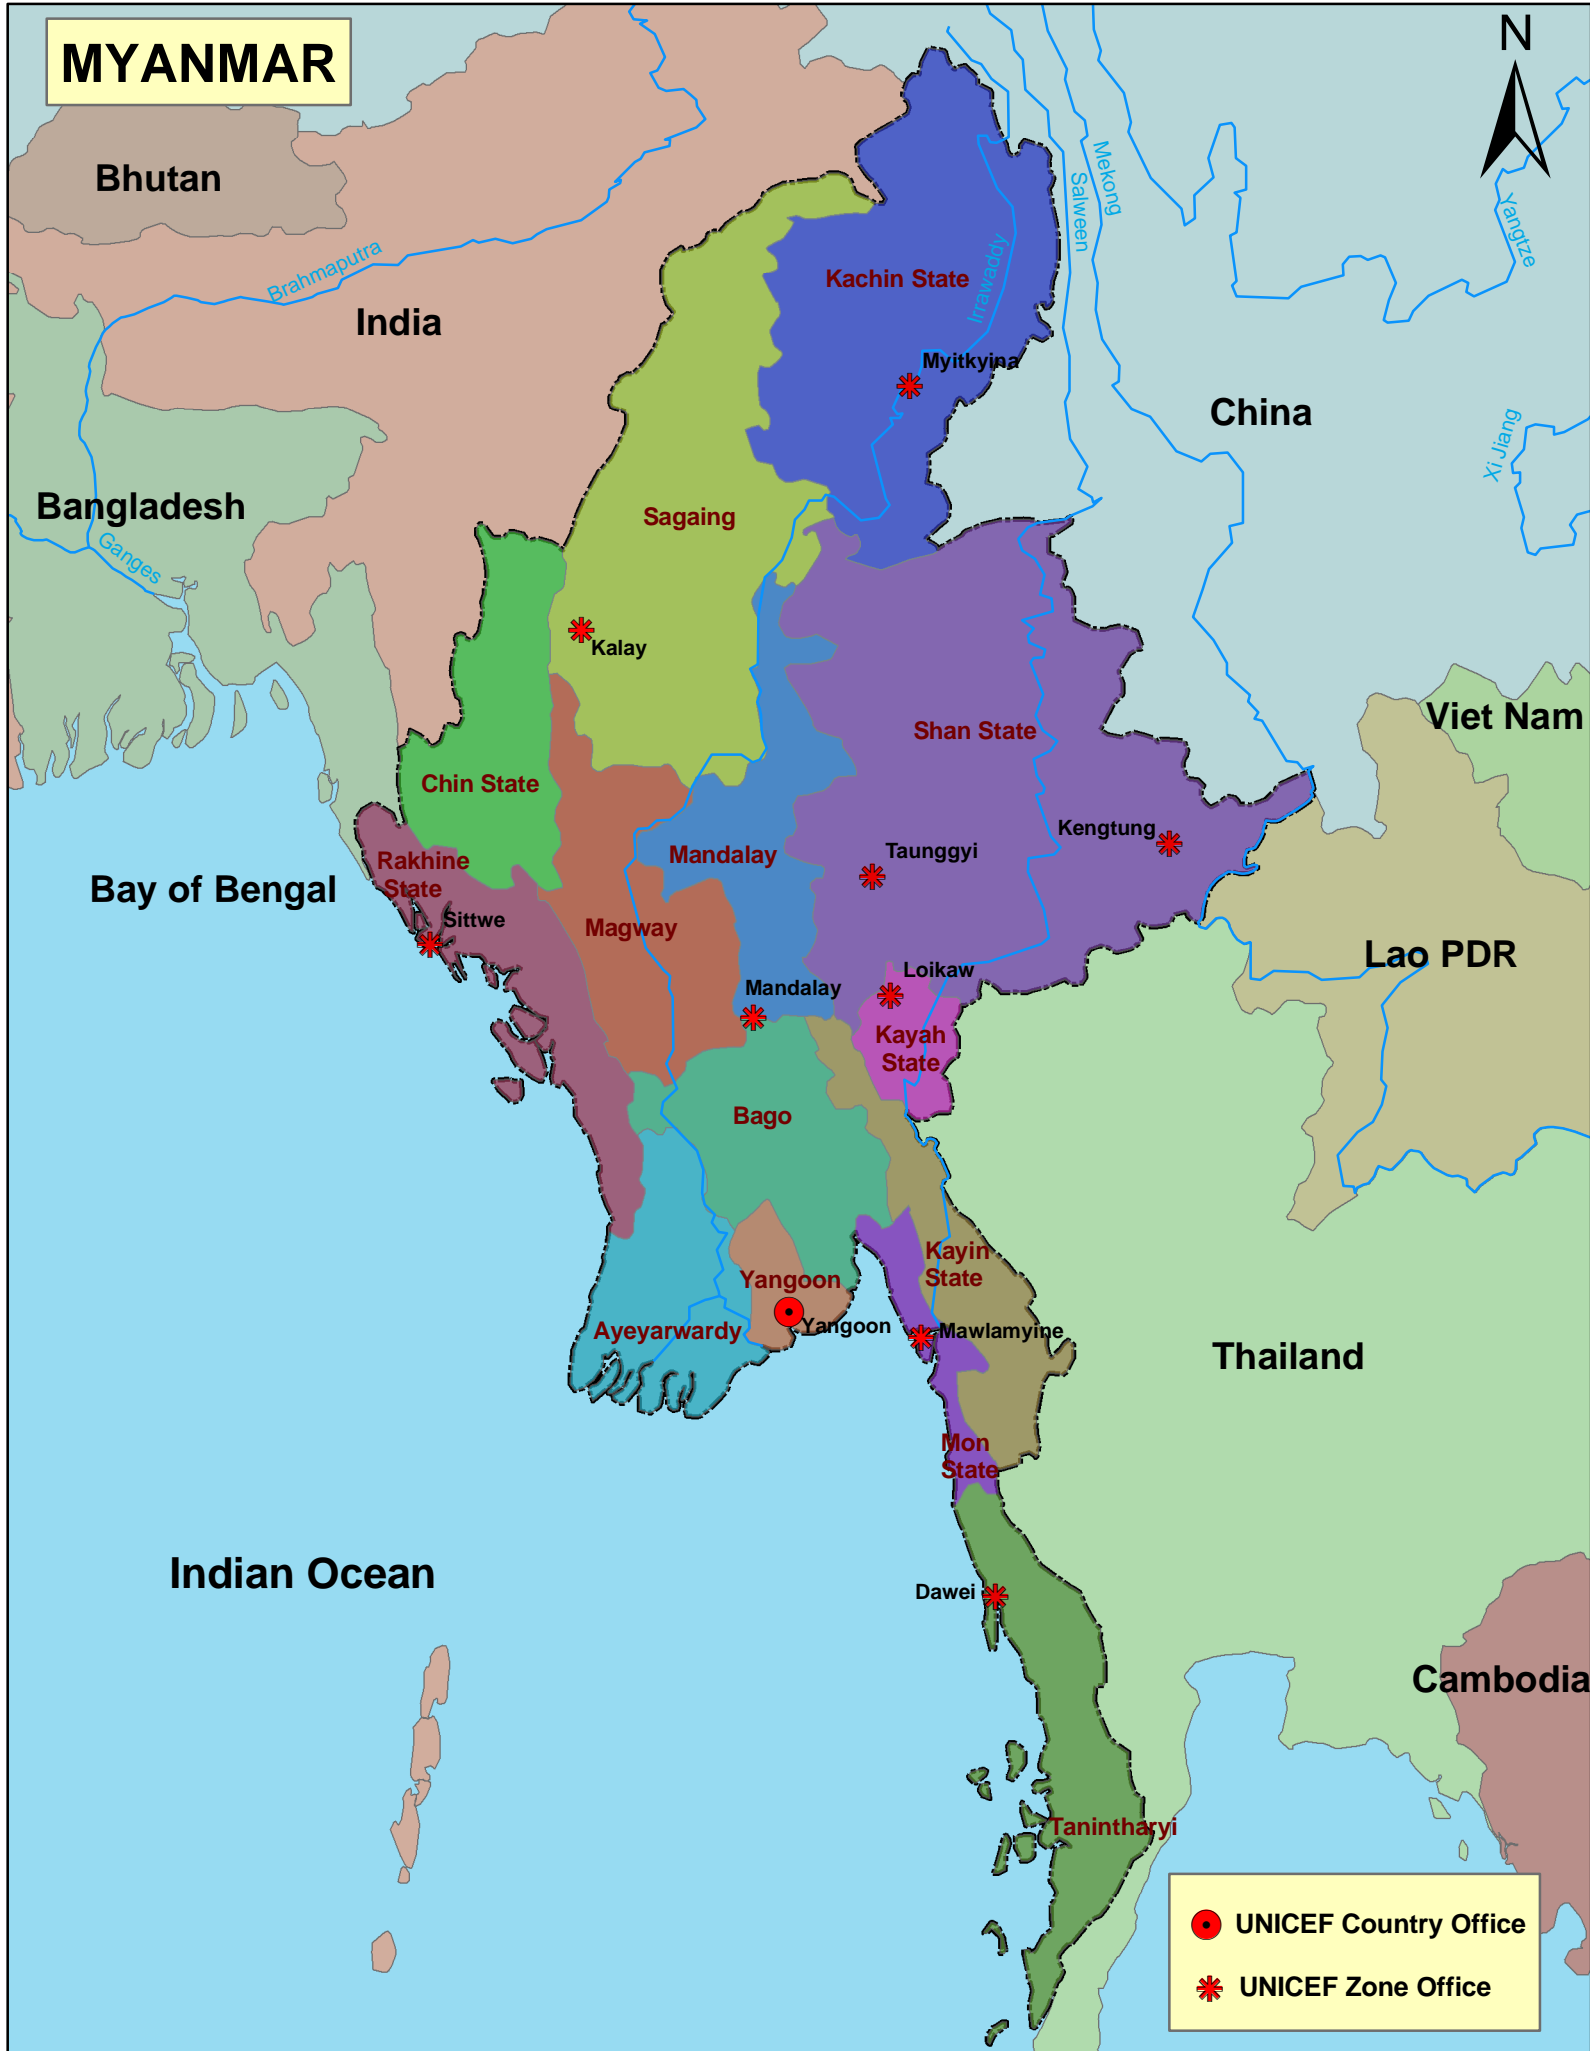 MYANMAR
N
Bhutan
Mekong
Salween
Yangtze
Brahmaputra
Irrawaddy
Kachin State
India
Myitkyina
China
Xi Jiang
Bangladesh
Sagaing
Ganges
Kalay
Viet Nam
Shan State
Chin State
Kengtung
Mandalay
Taunggyi
Rakhine
State
Bay of Bengal
Sittwe
Magway
Lao PDR
Loikaw
Mandalay
Kayah
State
Bago
Kayin
State
Yangoon
Yangoon
Ayeyarwardy
Mawlamyine
Thailand
Mon
State
Indian Ocean
Dawei
Cambodia
Tanintharyi
UNICEF Country Office
UNICEF Zone Office